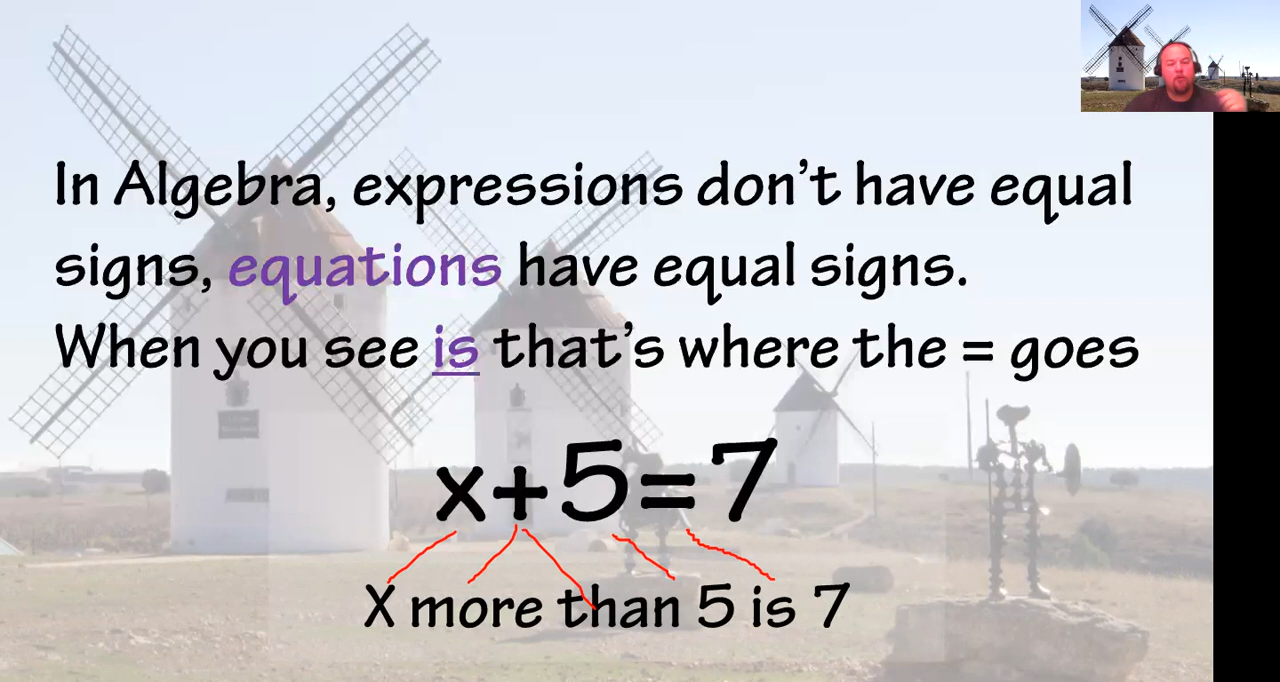 In Algebra, expressions don't have equal
signs, equations have equal signs.
When you see is that's where the = goes
x+5=7
X more than 5 is 7